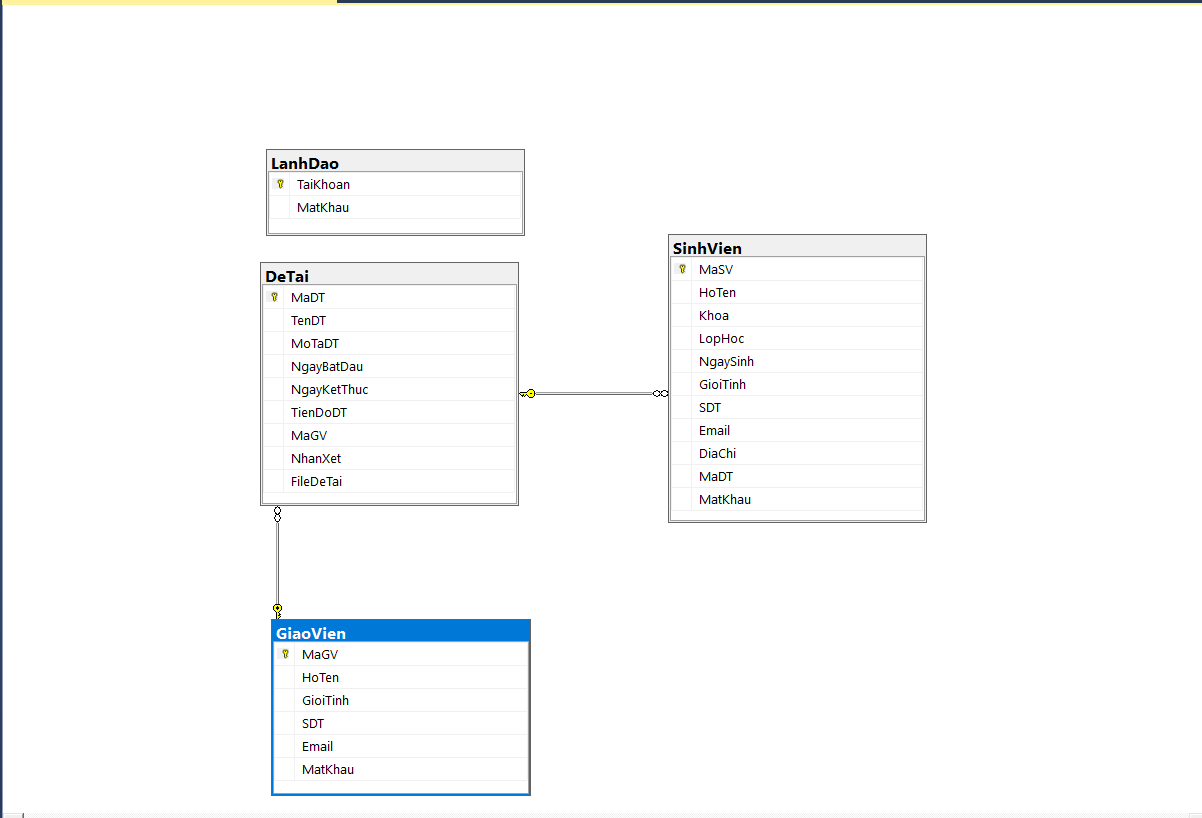 LanhDao
TaiKhoan
MatKhau
DeTai
MaDT
TenDT
MoTaDT
NgayBatDau
NgayKetThuc
TienDoDT
MaGV
NhanXet
FileDeTai
SinhVien
MaSV
HoTen
Khoa
LopHoc
NgaySinh
GioiTinh
SDT
Email
DiaChi
MaDT
MatKhau
GiaoVien
MaGV
HoTen
GioiTinh
SDT
Email
MatKhau